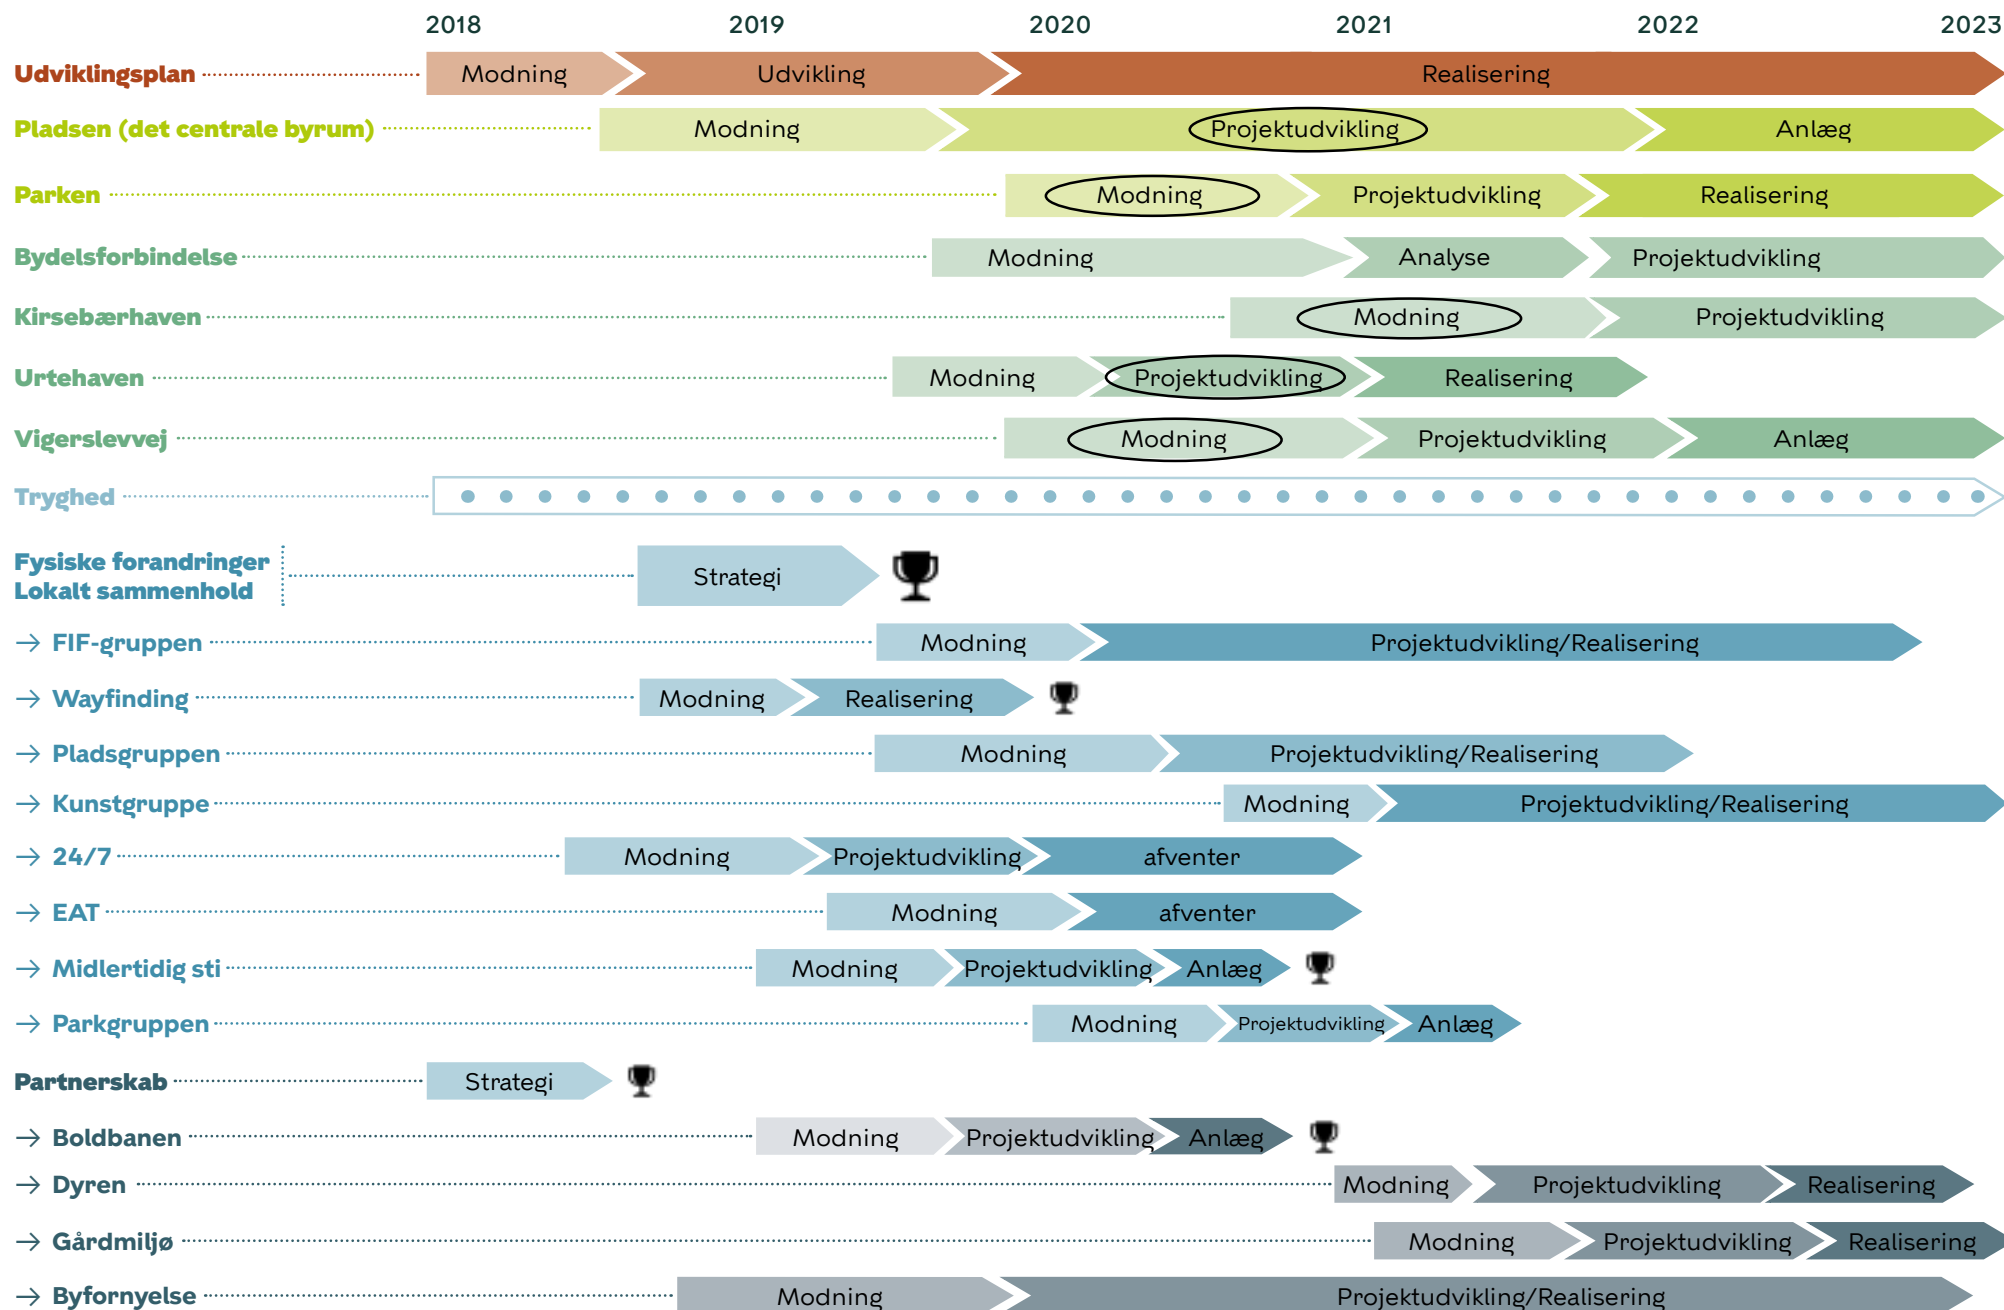 2018 2019 2020 2021 2022 2023
Udviklingsplan Modning Udvikling Realisering
Pladsen (det centrale byrum) Modning Projektudvikling Anlæg
Parken Modning Projektudvikling Realisering
Bydelsforbindelse Modning Analyse Projektudvikling
Kirsebærhaven Modning Projektudvikling
Urtehaven Modning Projektudvikling Realisering
Vigerslevvej Modning Projektudvikling Anlæg
Tryghed
Fysiske forandringer
Lokalt sammenhold Strategi
→ FIF-gruppen Modning Projektudvikling/Realisering
→ Wayfinding Modning Realisering
→ Pladsgruppen Modning Projektudvikling/Realisering
→ Kunstgruppe Modning Projektudvikling/Realisering
→ 24/7 Modning Projektudvikling afventer
→ EAT Modning afventer
→ Midlertidig sti Modning Projektudvikling Anlæg
→ Parkgruppen Modning Projektudvikling Anlæg
Partnerskab Strategi
→ Boldbanen Modning Projektudvikling Anlæg
→ Dyren Modning Projektudvikling Realisering
→ Gårdmiljø Modning Projektudvikling Realisering
→ Byfornyelse Modning Projektudvikling/Realisering